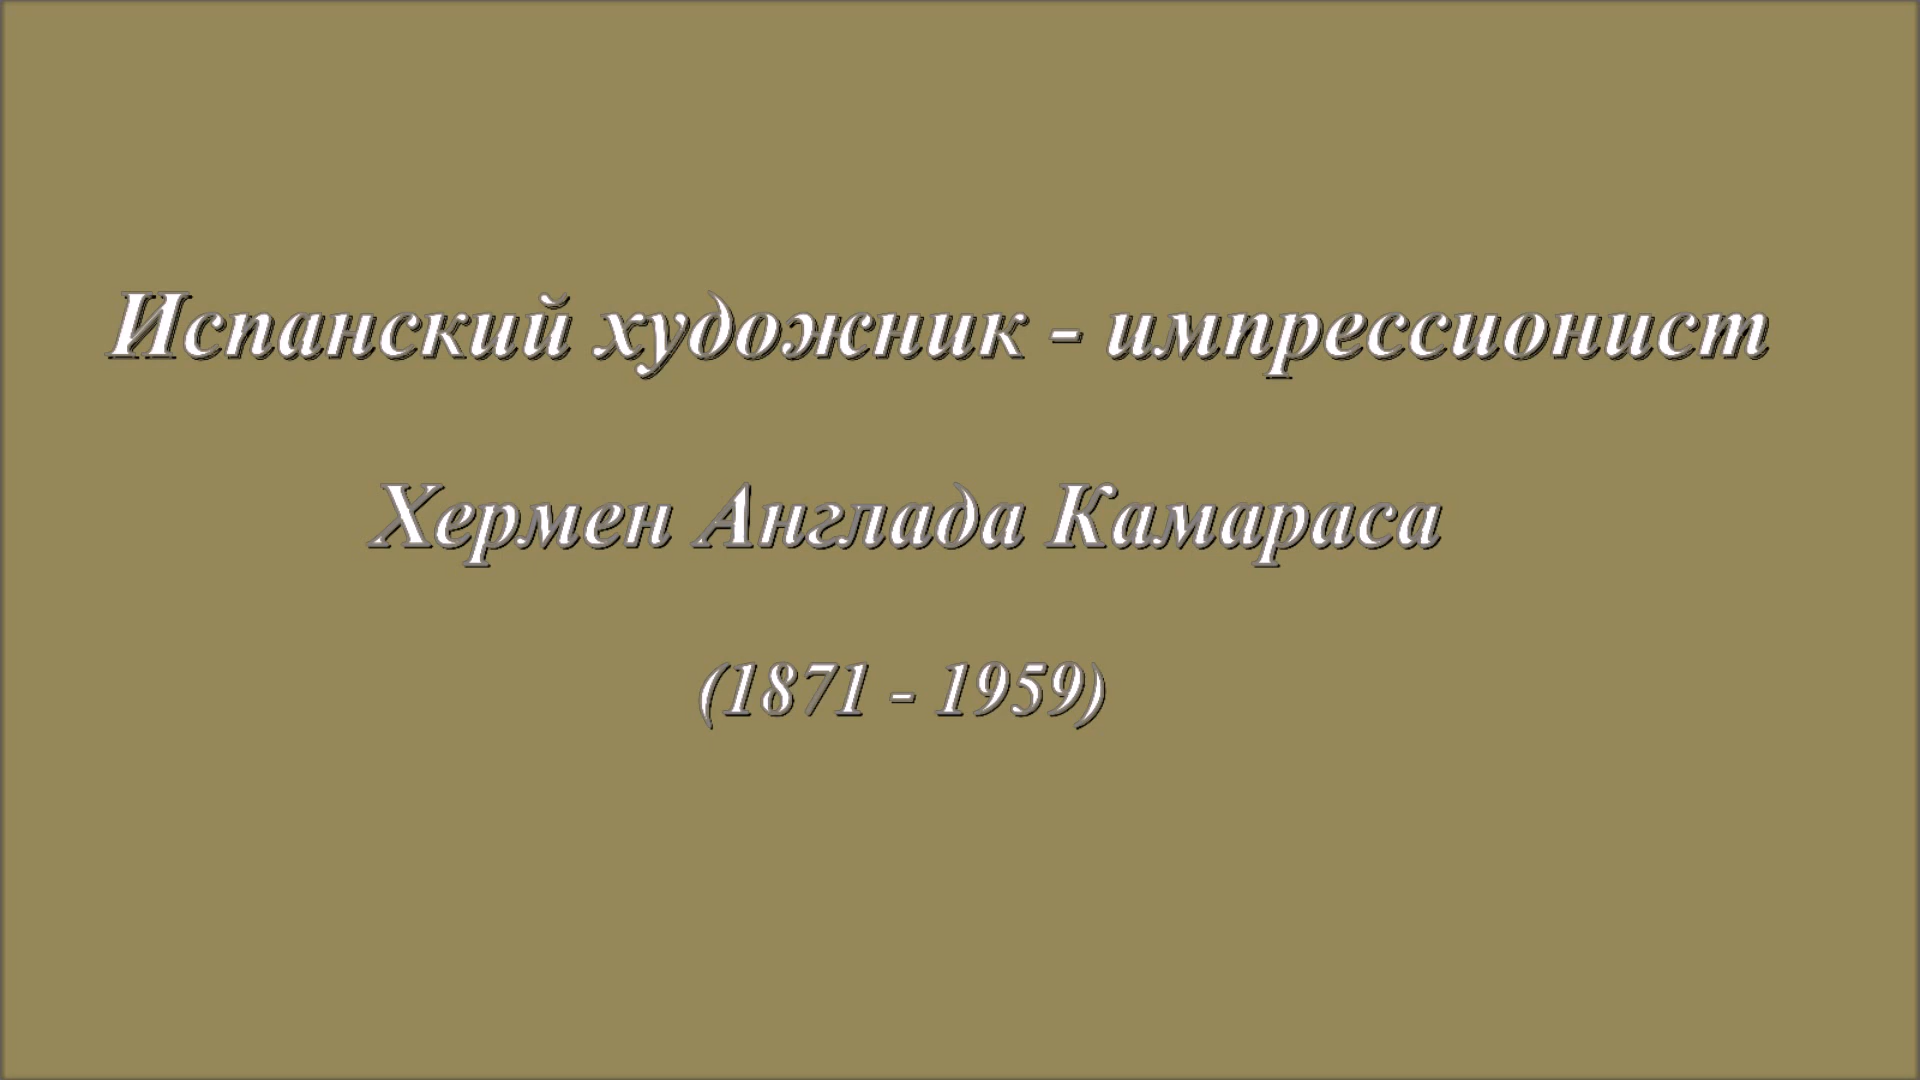 Испанский художник - импрессионист
Хермен Англада Камараса
(1871 - 1959)